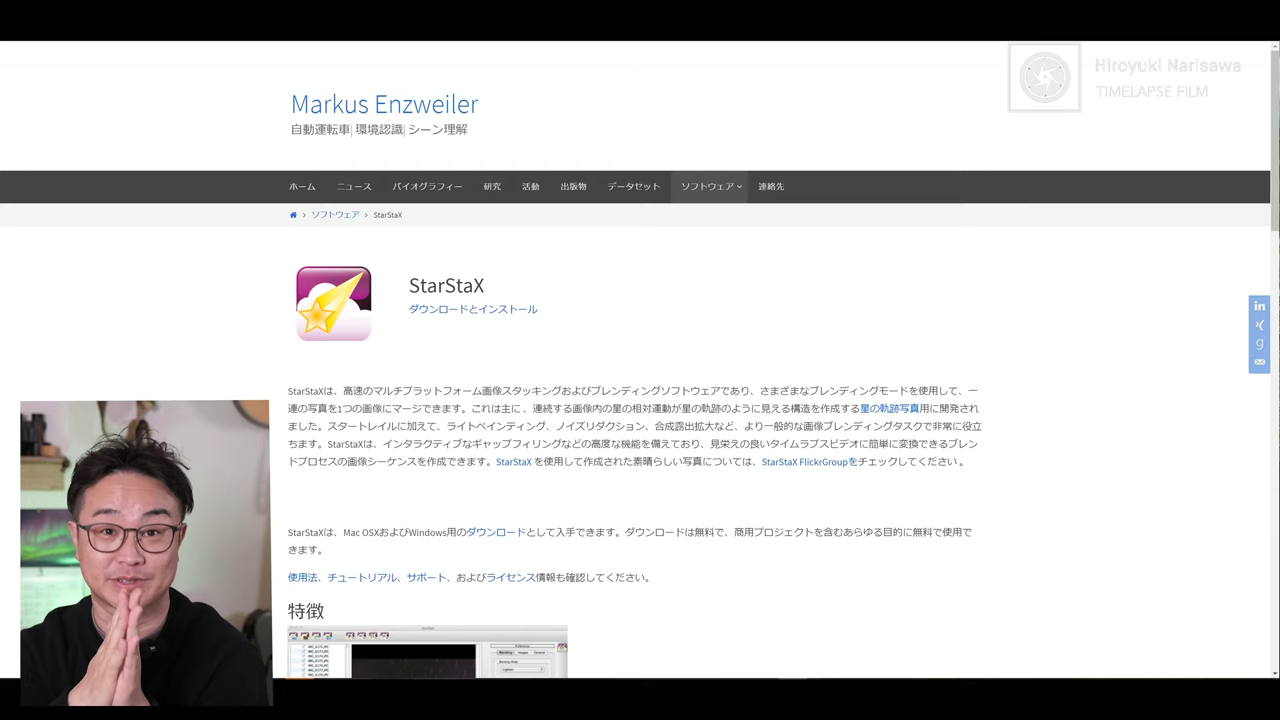 Hiroyuki Narisawa
TIMELAPSE FILM
Markus Enzweiler
自動運転車| 環境認識| シーン理解
ホーム ニュース バイオグラフィー 研究 活動 出版物 データセット ソフトウェア 連絡先
ソフトウェア > StarStaX
StarStaX
ダウンロードとインストール
StarStaXは、高速のマルチプラットフォーム画像スタッキングおよびブレンディングソフトウェアであり、さまざまなブレンディングモードを使用して、一
連の写真を1つの画像にマージできます。これは主に 、連続する画像内の星の相対運動が星の軌跡のように見える構造を作成する星の軌跡写真用に開発され
ました。スタートレイルに加えて、ライトペインティング、ノイズリダクション、合成露出拡大など、より一般的な画像ブレンディングタスクで非常に役立
ちます。StarStaXは、インタラクティブなギャップフィリングなどの高度な機能を備えており、見栄えの良いタイムラプスビデオに簡単に変換できるブレン
ドプロセスの画像シーケンスを作成できます。StarStaX を使用して作成された素晴らしい写真については、StarStaX FlickrGroupをチェックしてください 。
StarStaXは、Mac OSXおよびWindows用のダウンロードとして入手できます。ダウンロードは無料で、商用プロジェクトを含むあらゆる目的に無料で使用で
きます。
使用法、チュートリアル、サポート、およびライセンス情報も確認してください。
特徴